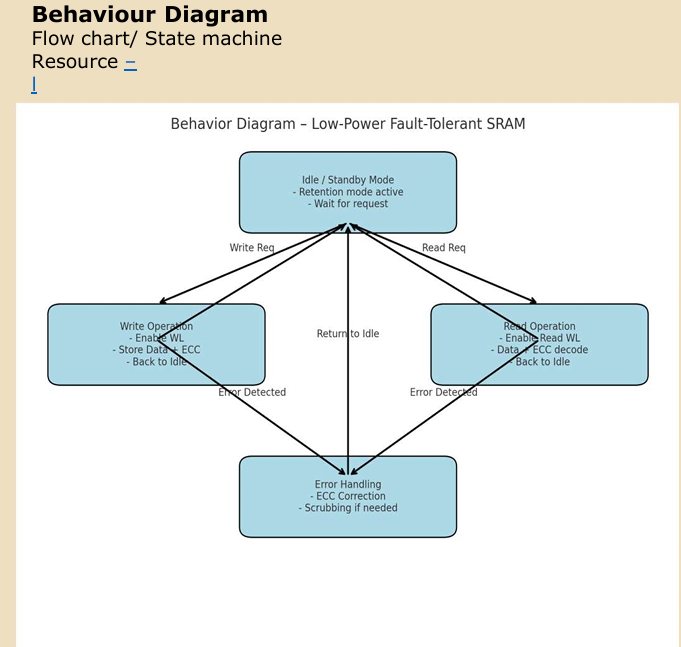 Behaviour Diagram
Flow chart/ State machine
Resource –
|
Behavior Diagram – Low-Power Fault-Tolerant SRAM
Idle / Standby Mode
- Retention mode active
- Wait for request
Write Req
Read Req
Write Operation
- Enable WL
- Store Data + ECC
- Back to Idle
Return to Idle
Read Operation
- Enable Read WL
- Data + ECC decode
- Back to Idle
Error Detected
Error Detected
Error Handling
- ECC Correction
- Scrubbing if needed